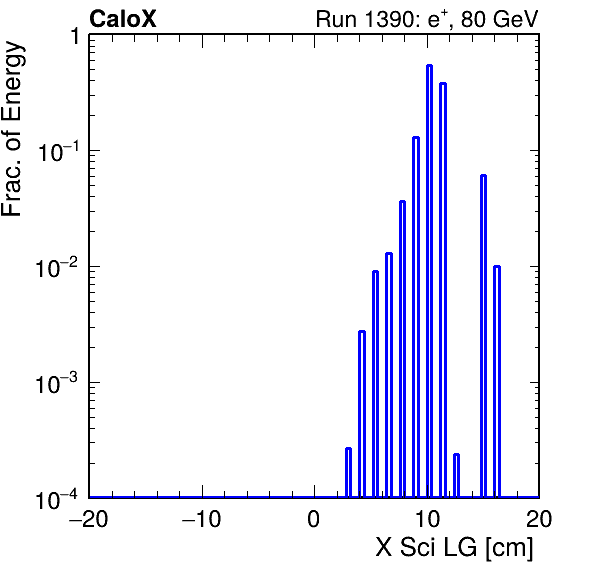 CaloX Run 1390: e⁺, 80 GeV
Frac. of Energy
1
10⁻¹
10⁻²
10⁻³
10⁻⁴
−20 −10 0 10 20
X Sci LG [cm]